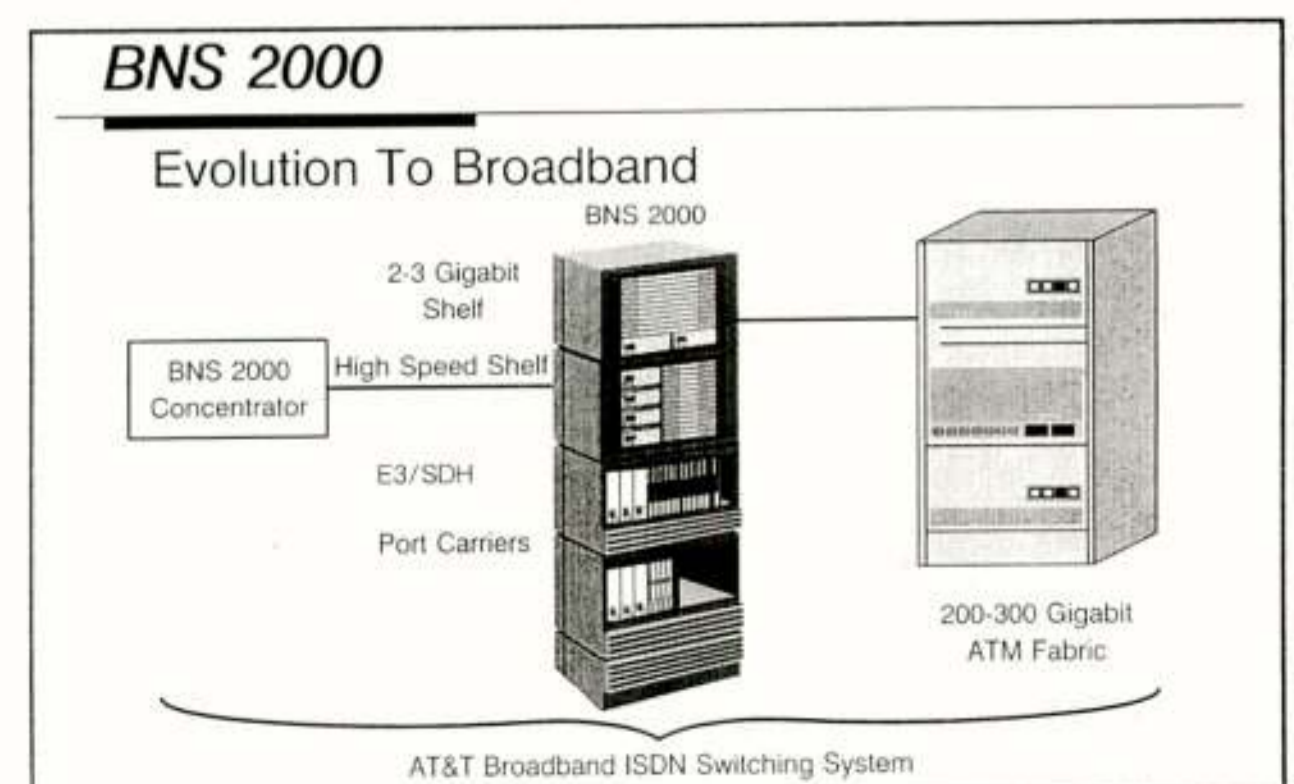 BNS 2000
Evolution To Broadband
BNS 2000
2-3 Gigabit
Shelf
High Speed Shelf
BNS 2000
Concentrator
E3/SDH
Port Carriers
200-300 Gigabit
ATM Fabric
AT&T Broadband ISDN Switching System